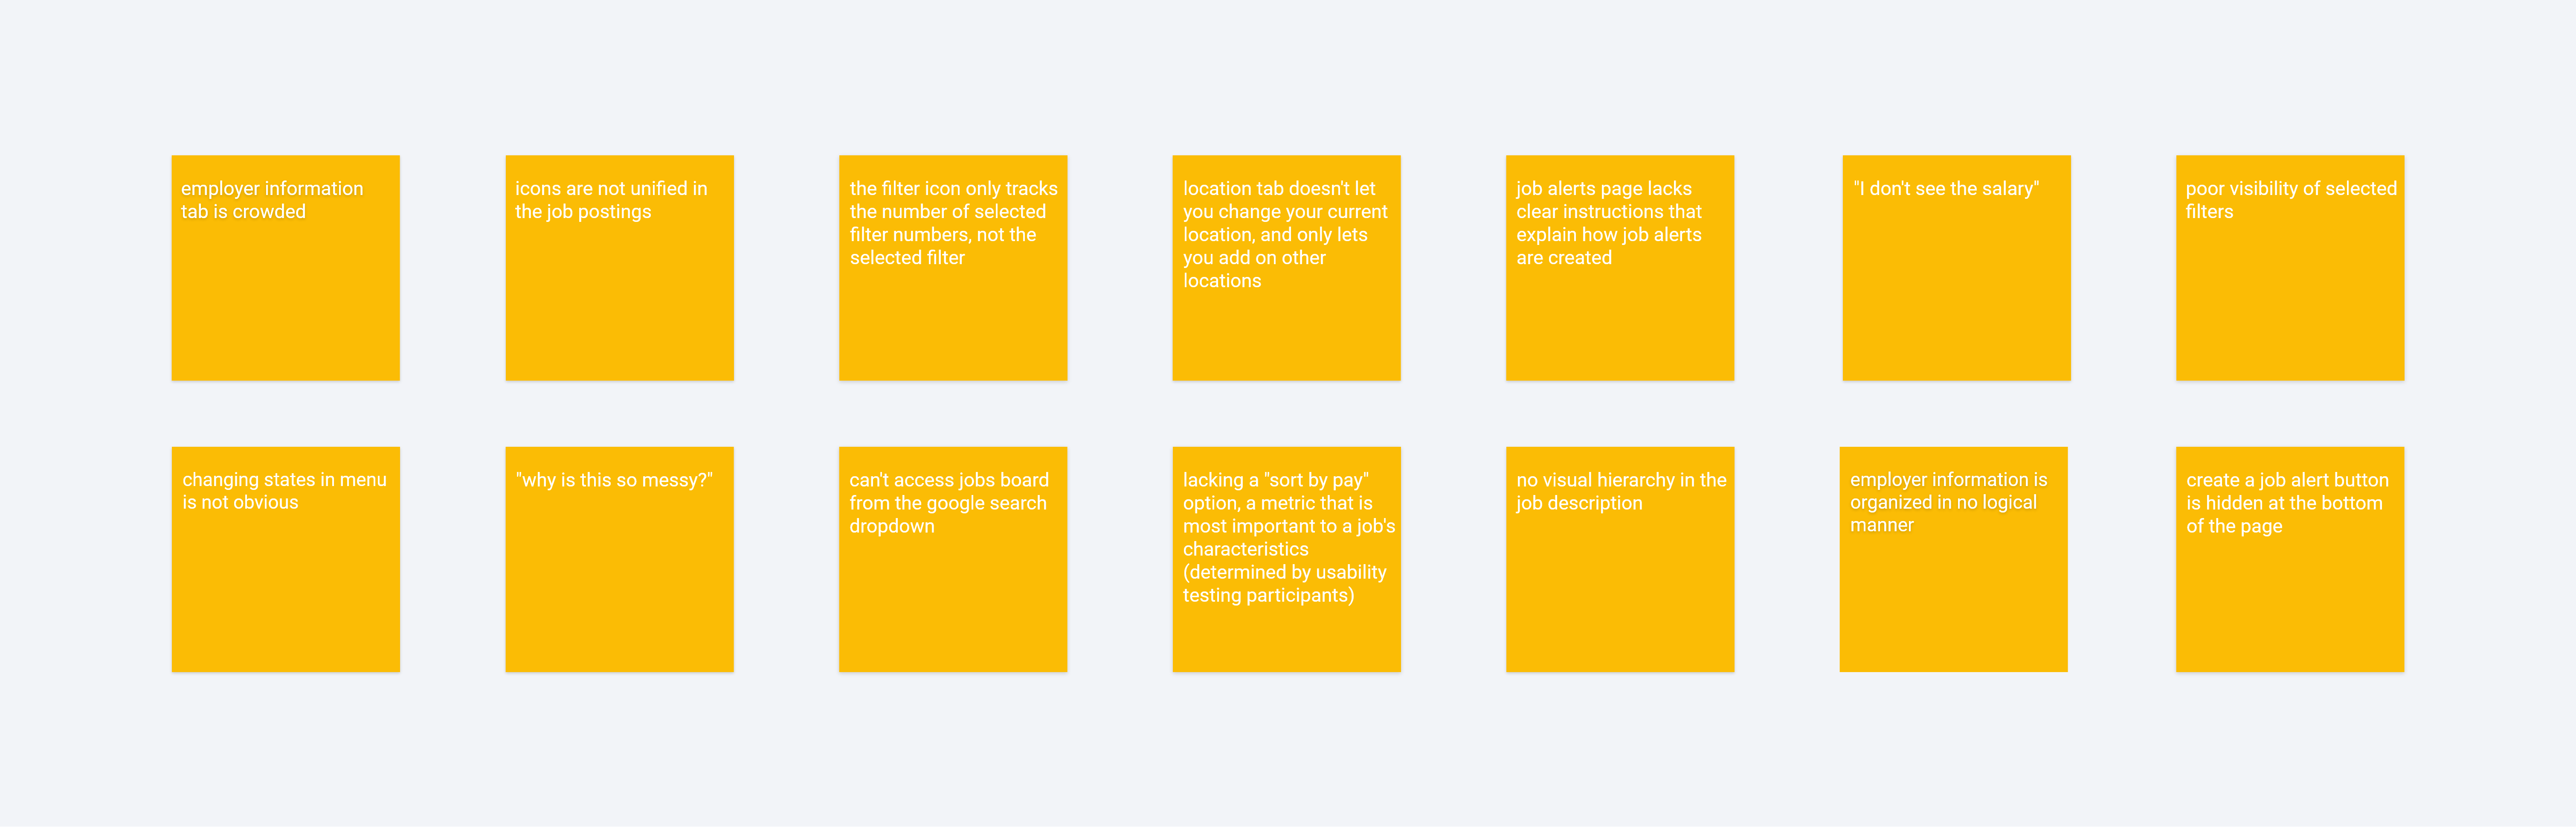 employer information
tab is crowded
icons are not unified in
the job postings
the filter icon only tracks
the number of selected
filter numbers, not the
selected filter
location tab doesn't let
you change your current
location, and only lets
you add on other
locations
job alerts page lacks
clear instructions that
explain how job alerts
are created
"I don't see the salary"
poor visibility of selected
filters
changing states in menu
is not obvious
"why is this so messy?"
can't access jobs board
from the google search
dropdown
lacking a "sort by pay"
option, a metric that is
most important to a job's
characteristics
(determined by usability
testing participants)
no visual hierarchy in the
job description
employer information is
organized in no logical
manner
create a job alert button
is hidden at the bottom
of the page